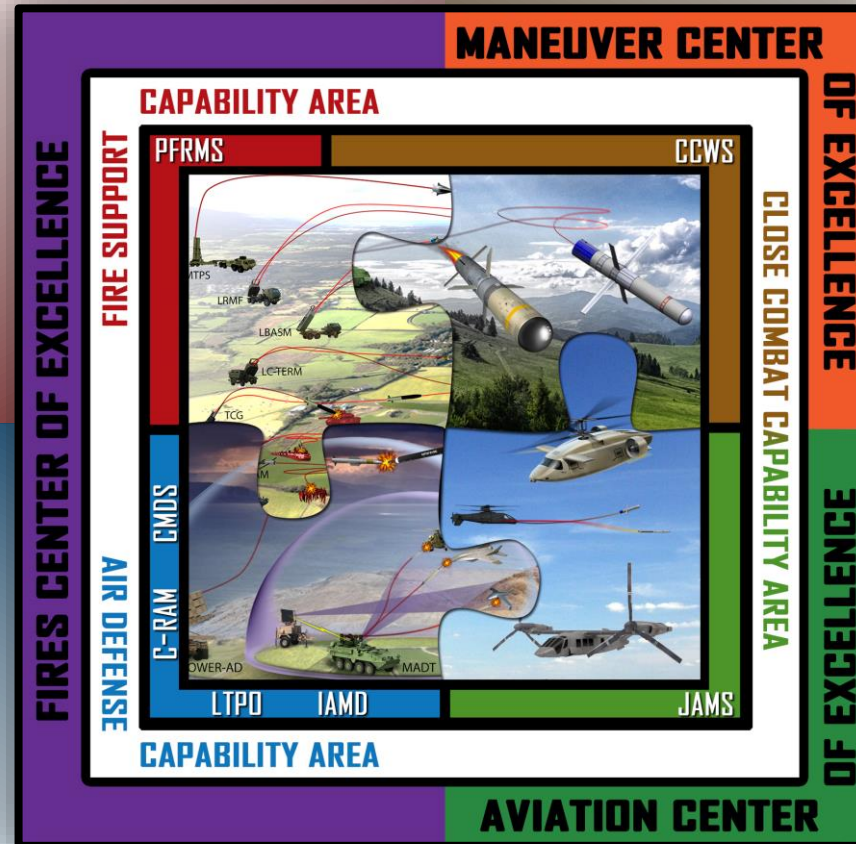 MANEUVER CENTER
OF EXCELLENCE
FIRES CENTER OF EXCELLENCE
CAPABILITY AREA
FIRE SUPPORT
PFRMS
CCWS
CLOSE COMBAT CAPABILITY AREA
MTPS
LRMF
LBASM
LC-TERM
TCG
CMDS
C-RAM
AIR DEFENSE
OWER-AD
MADT
LTPO
IAMD
JAMS
CAPABILITY AREA
AVIATION CENTER
OF EXCELLENCE